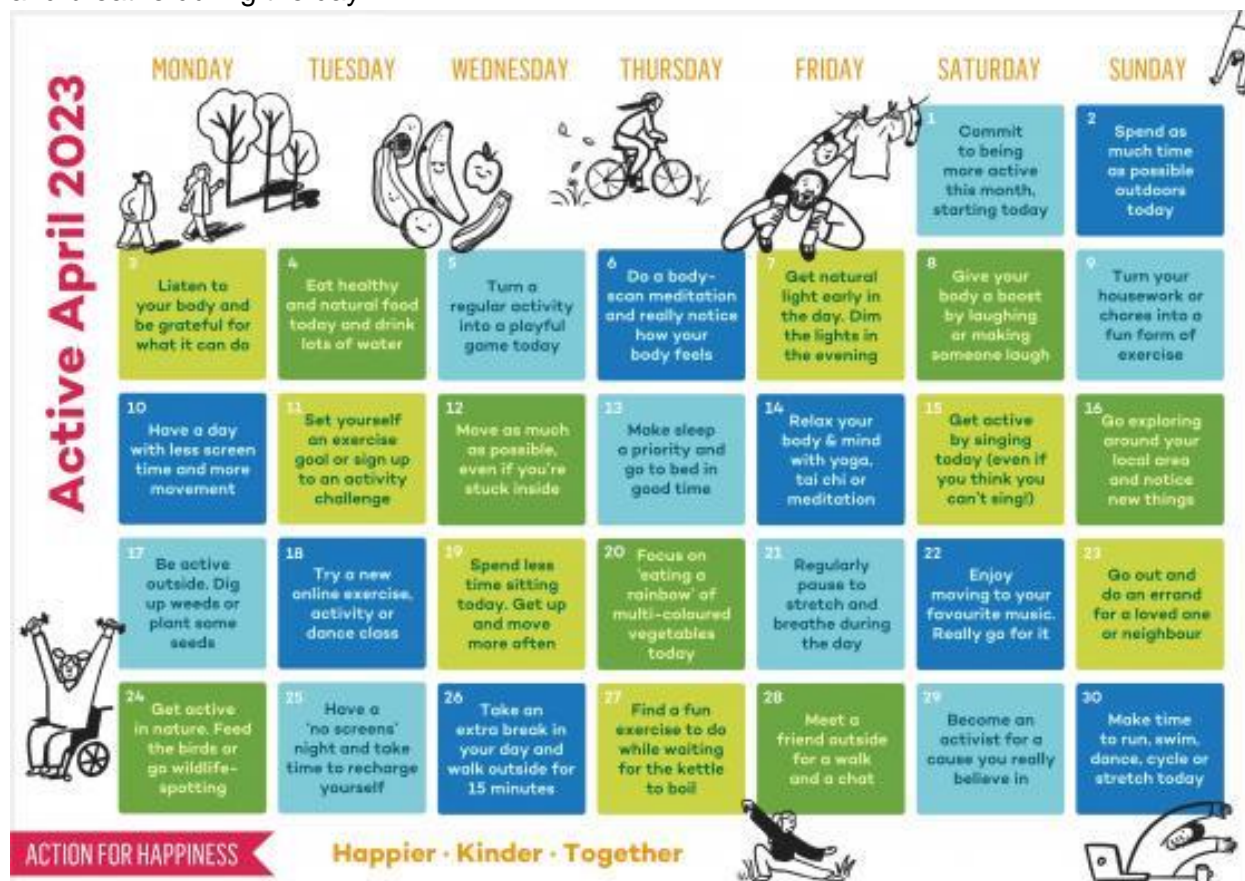 MONDAY TUESDAY WEDNESDAY THURSDAY FRIDAY SATURDAY SUNDAY
Active April 2023
1
Commit
to being
more active
this month,
starting today
2
Spend as
much time
as possible
outdoors
today
3
Listen to
your body and
be grateful for
what it can do
4
Eat healthy
and natural food
today and drink
lots of water
5
Turn a
regular activity
into a playful
game today
6
Do a body-
scan meditation
and really notice
how your
body feels
7
Get natural
light early in
the day. Dim
the lights in
the evening
8
Give your
body a boost
by laughing
or making
someone laugh
9
Turn your
housework or
chores into a
fun form of
exercise
10
Have a day
with less screen
time and more
movement
11
Set yourself
an exercise
goal or sign up
to an activity
challenge
12
Move as much
as possible,
even if you're
stuck inside
13
Make sleep
a priority and
go to bed in
good time
14
Relax your
body & mind
with yoga,
tai chi or
meditation
15
Get active
by singing
today (even if
you think you
can't sing!)
16
Go exploring
around your
local area
and notice
new things
17
Be active
outside. Dig
up weeds or
plant some
seeds
18
Try a new
online exercise,
activity or
dance class
19
Spend less
time sitting
today. Get up
and move
more often
20
Focus on
'eating a
rainbow' of
multi-coloured
vegetables
today
21
Regularly
pause to
stretch and
breathe during
the day
22
Enjoy
moving to your
favourite music.
Really go for it
23
Go out and
do an errand
for a loved one
or neighbour
24
Get active
in nature. Feed
the birds or
go wildlife-
spotting
25
Have a
'no screens'
night and take
time to recharge
yourself
26
Take an
extra break in
your day and
walk outside for
15 minutes
27
Find a fun
exercise to do
while waiting
for the kettle
to boil
28
Meet a
friend outside
for a walk
and a chat
29
Become an
activist for a
cause you really
believe in
30
Make time
to run, swim,
dance, cycle or
stretch today
ACTION FOR HAPPINESS
Happier · Kinder · Together